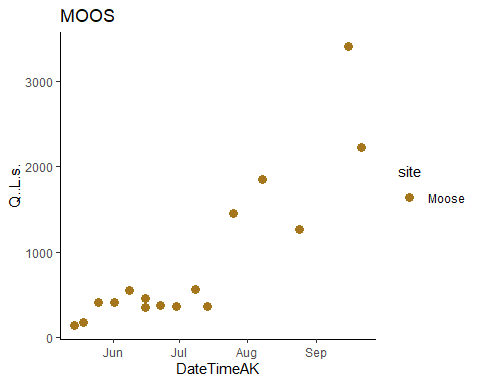 MOOS
3000
2000
1000
0
Q..L.s.
Jun Jul Aug Sep
DateTimeAK
site
Moose